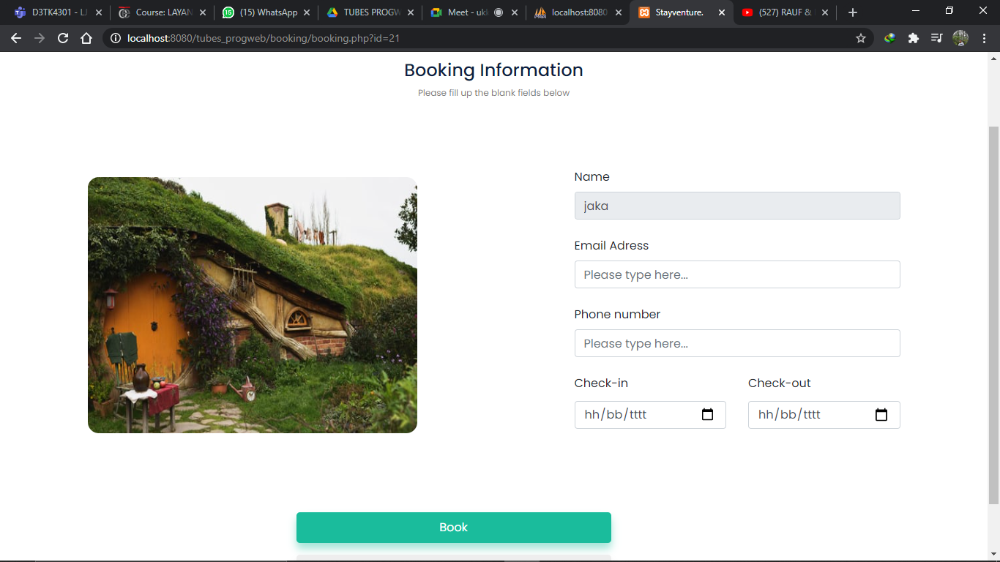 D3TK4301 - LJ
Course: LAYAN
(15) WhatsApp
TUBES PROGW
Meet - uk
localhost:8080
Stayventure.
(527) RAUF &
localhost:8080/tubes_progweb/booking/booking.php?id=21
Booking Information
Please fill up the blank fields below
Name
jaka
Email Adress
Please type here...
Phone number
Please type here...
Check-in Check-out
hh/bb/tttt hh/bb/tttt
Book